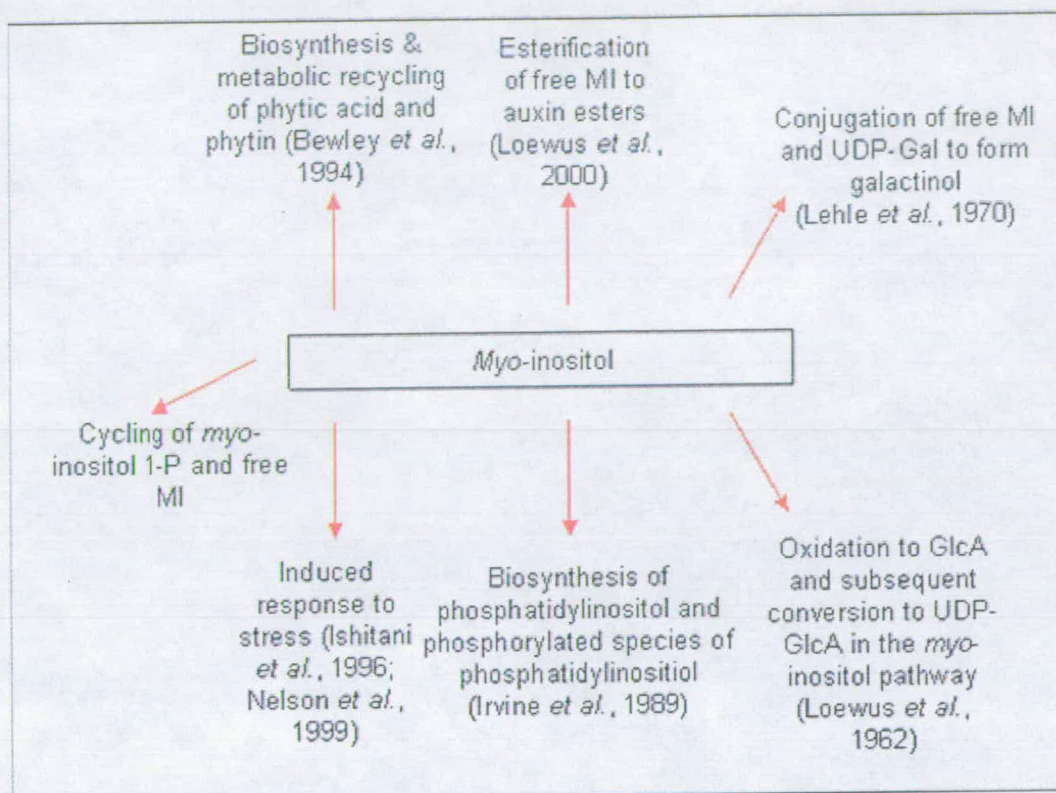 Biosynthesis &
metabolic recycling
of phytic acid and
phytin (Bewley et al.,
1994)
Esterification
of free MI to
auxin esters
(Loewus et al.,
2000)
Conjugation of free MI
and UDP-Gal to form
galactinol
(Lehle et al., 1970)
Myo-inositol
Cycling of myo-
inositol 1-P and free
MI
Induced
response to
stress (Ishitani
et al., 1996;
Nelson et al.,
1999)
Biosynthesis of
phosphatidylinositol and
phosphorylated species of
phosphatidylinositiol
(Irvine et al., 1989)
Oxidation to GlcA
and subsequent
conversion to UDP-
GlcA in the myo-
inositol pathway
(Loewus et al.,
1962)